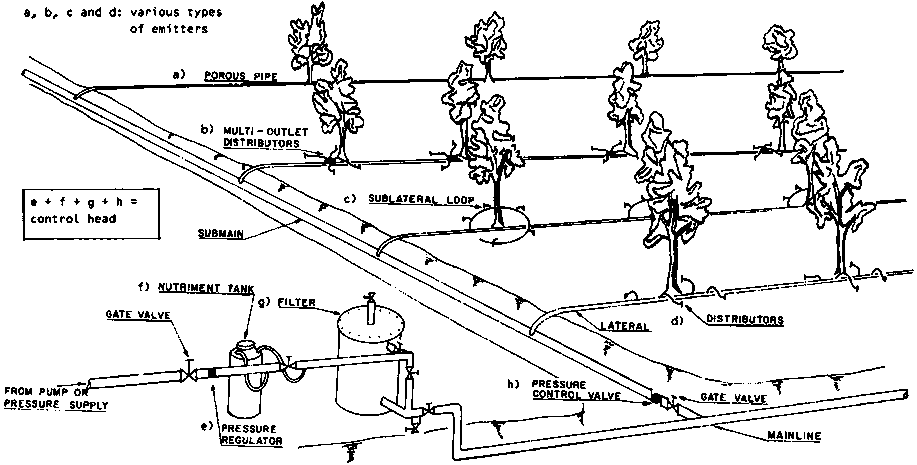 a, b, c and d: various types
of emitters
a) POROUS PIPE
b) MULTI-OUTLET
DISTRIBUTORS
c) SUBLATERAL LOOP
e + f + g + h =
control head
SUBMAIN
f) NUTRIMENT TANK
g) FILTER
GATE VALVE
LATERAL
d) DISTRIBUTORS
FROM PUMP OR
PRESSURE SUPPLY
h) PRESSURE
CONTROL VALVE
GATE VALVE
e) PRESSURE
REGULATOR
MAINLINE